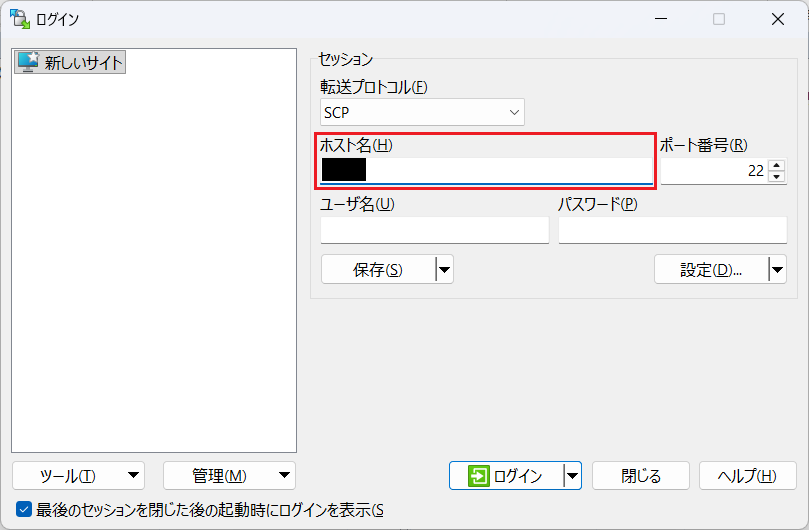 ログイン
新しいサイト
セッション
転送プロトコル(F)
SCP
ホスト名(H)
ポート番号(R)
22
ユーザ名(U)
パスワード(P)
保存(S)
設定(D)...
ツール(T)
管理(M)
ログイン
閉じる
ヘルプ(H)
最後のセッションを閉じた後の起動時にログインを表示(S